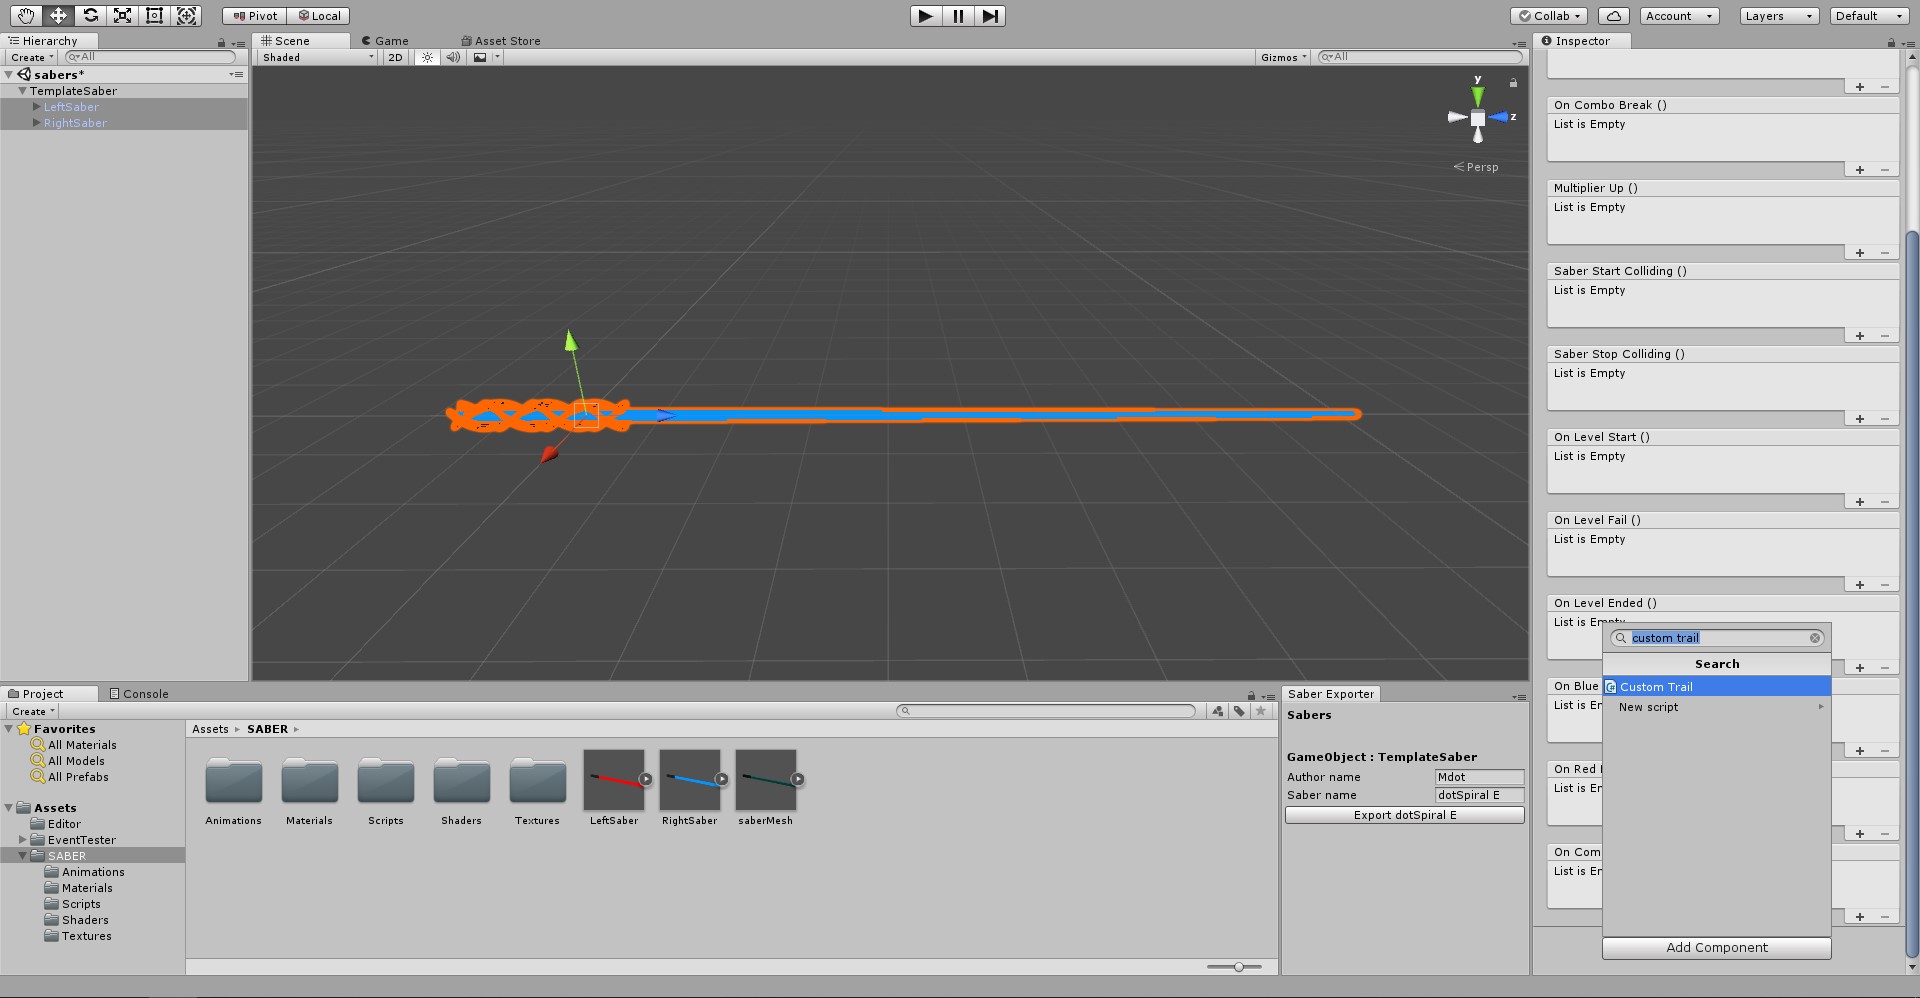 Pivot Local Collab Account Layers Default
Hierarchy
Create All
sabers*
TemplateSaber
LeftSaber
RightSaber
Scene Game Asset Store
Shaded 2D Gizmos All
y
z
Persp
Inspector
On Combo Break ()
List is Empty
Multiplier Up ()
List is Empty
Saber Start Colliding ()
List is Empty
Saber Stop Colliding ()
List is Empty
On Level Start ()
List is Empty
On Level Fail ()
List is Empty
On Level Ended ()
List is Empty
On Blue
List is Er
On Red
List is Er
On Com
List is Er
custom trail
Search
Custom Trail
New script
Add Component
Project Console
Create
Favorites
All Materials
All Models
All Prefabs
Assets
Editor
EventTester
SABER
Animations
Materials
Scripts
Shaders
Textures
Assets SABER
Animations Materials Scripts Shaders Textures LeftSaber RightSaber saberMesh
Saber Exporter
Sabers
GameObject : TemplateSaber
Author name Mdot
Saber name dotSpiral E
Export dotSpiral E